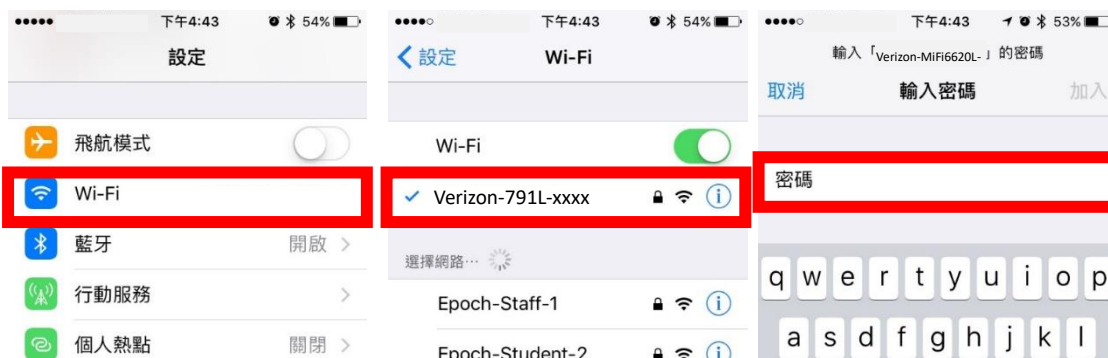 下午4:43 54%
設定
飛航模式
Wi-Fi
藍牙 開啟
行動服務
個人熱點 關閉
下午4:43 54%
設定 Wi-Fi
Wi-Fi
Verizon-791L-xxxx
選擇網路…
Epoch-Staff-1
Epoch-Student-2
下午4:43 53%
輸入「Verizon-MiFi6620L-」的密碼
取消 輸入密碼 加入
密碼
q w e r t y u i o p
a s d f g h j k l